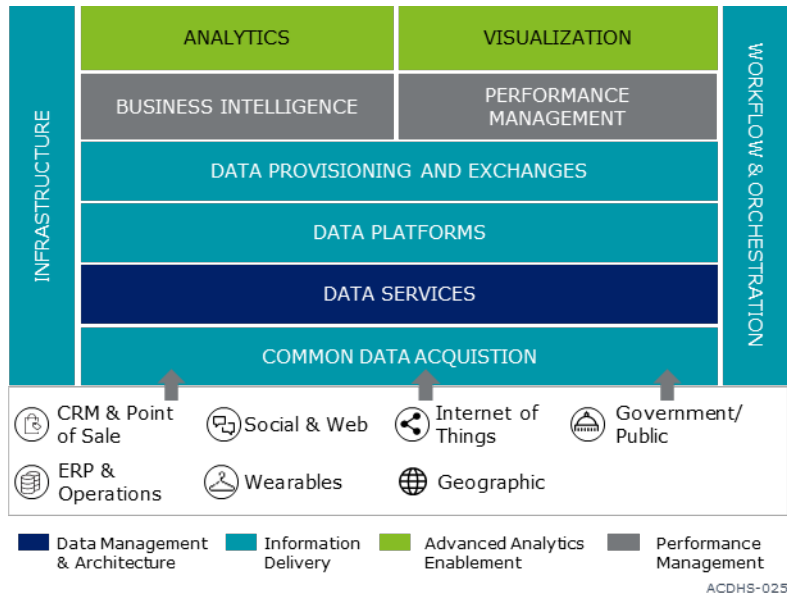 ANALYTICS
VISUALIZATION
BUSINESS INTELLIGENCE
PERFORMANCE
MANAGEMENT
DATA PROVISIONING AND EXCHANGES
DATA PLATFORMS
DATA SERVICES
COMMON DATA ACQUISTION
INFRASTRUCTURE
WORKFLOW & ORCHESTRATION
CRM & Point
of Sale
Social & Web
Internet of
Things
Government/
Public
ERP &
Operations
Wearables
Geographic
Data Management
& Architecture
Information
Delivery
Advanced Analytics
Enablement
Performance
Management
ACDHS-025